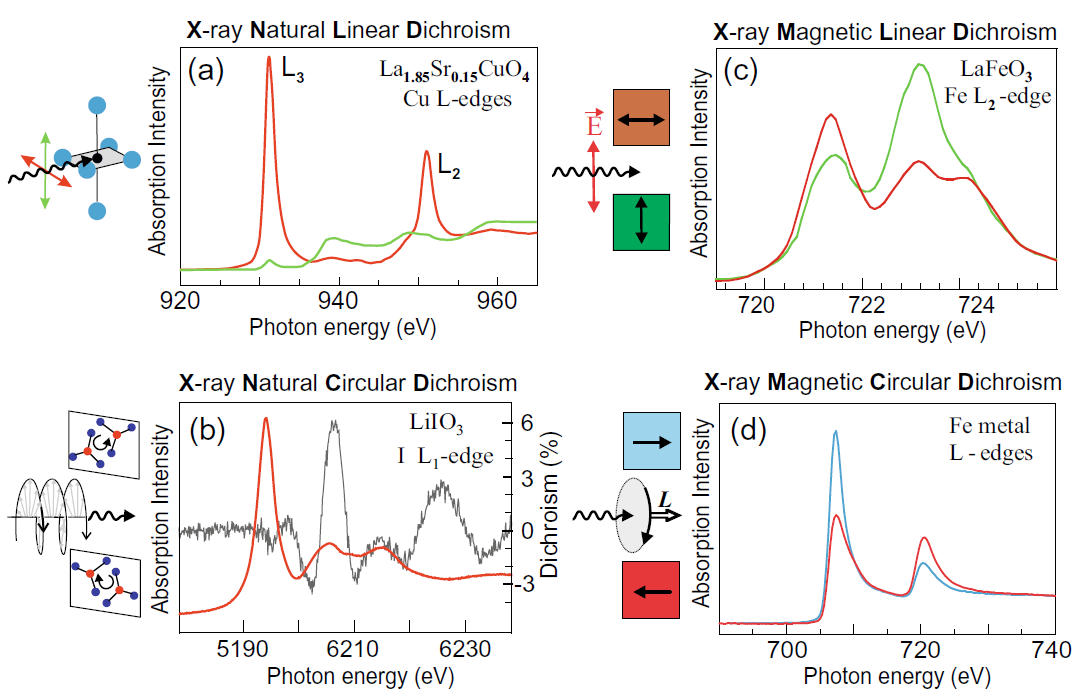 X-ray Natural Linear Dichroism
(a)
L3
La1.85Sr0.15CuO4
Cu L-edges
L2
Absorption Intensity
920 940 960
Photon energy (eV)
X-ray Magnetic Linear Dichroism
(c)
LaFeO3
Fe L2-edge
E
Absorption Intensity
720 722 724
Photon energy (eV)
X-ray Natural Circular Dichroism
(b)
LiIO3
I L1-edge
Absorption Intensity
6
3
0
-3
Dichroism (%)
5190 6210 6230
Photon energy (eV)
X-ray Magnetic Circular Dichroism
(d)
Fe metal
L - edges
L
Absorption Intensity
700 720 740
Photon energy (eV)